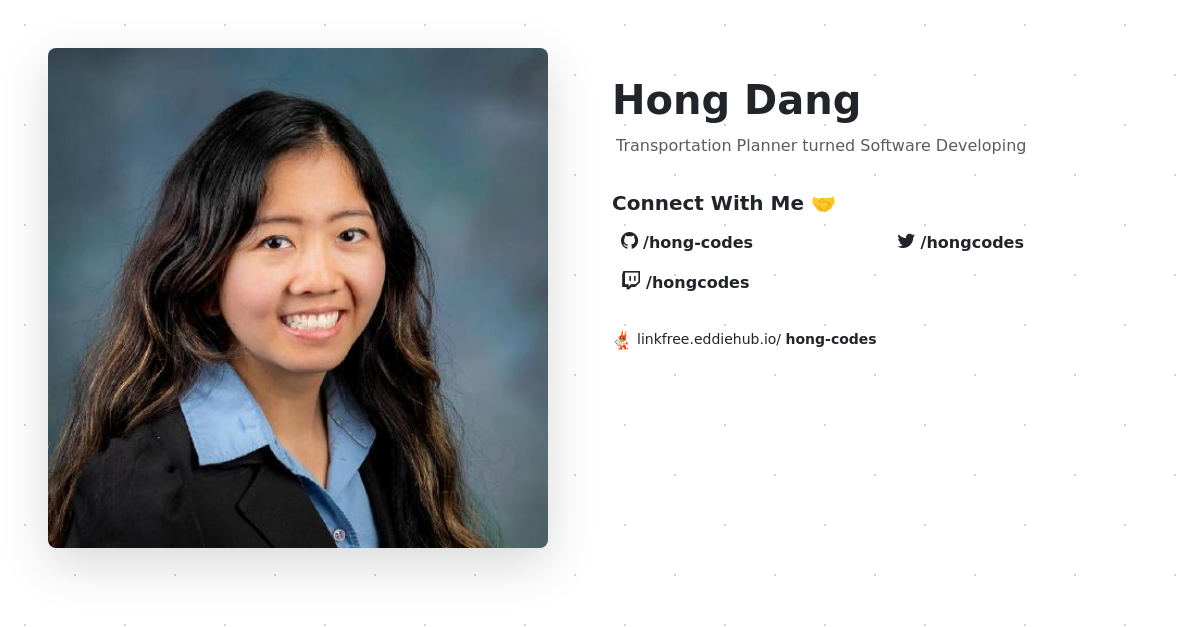 Hong Dang
Transportation Planner turned Software Developing
Connect With Me 🤝
/hong-codes
/hongcodes
/hongcodes
linkfree.eddiehub.io/ hong-codes